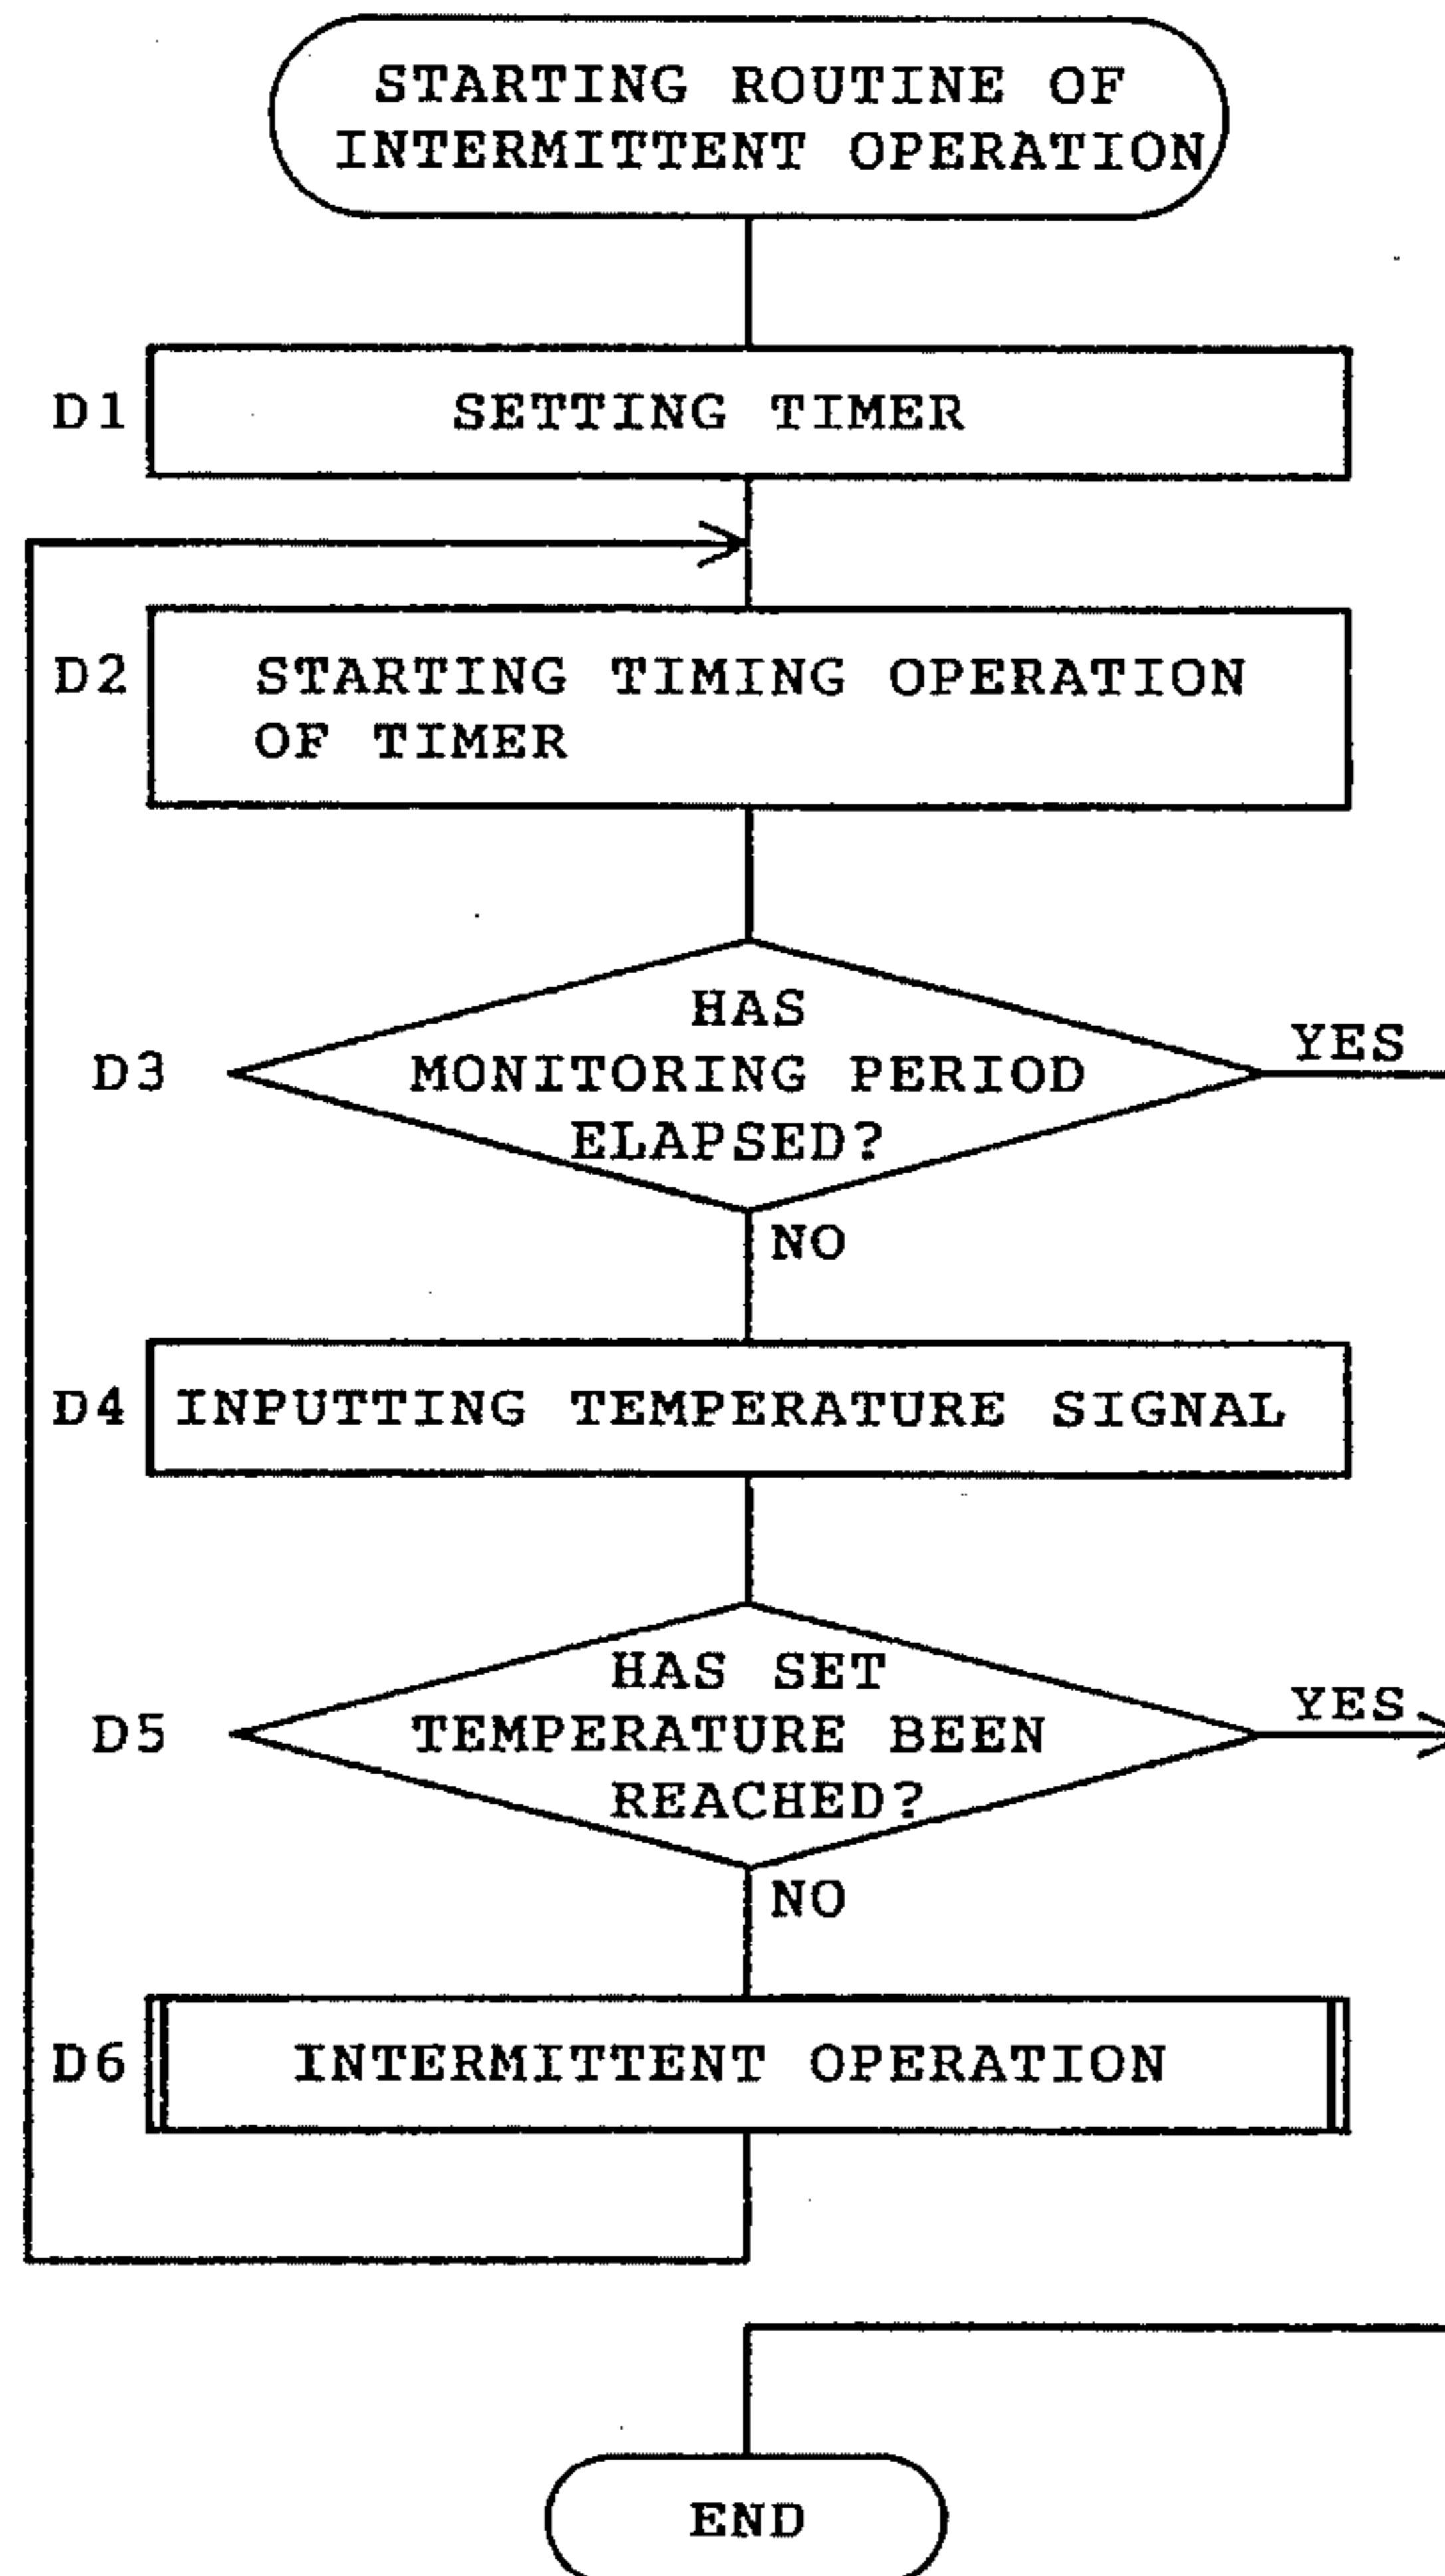 STARTING ROUTINE OF
INTERMITTENT OPERATION
D1 SETTING TIMER
D2 STARTING TIMING OPERATION
OF TIMER
HAS
D3 MONITORING PERIOD YES
ELAPSED?
NO
D4 INPUTTING TEMPERATURE SIGNAL
HAS SET
D5 TEMPERATURE BEEN YES
REACHED?
NO
D6 INTERMITTENT OPERATION
END